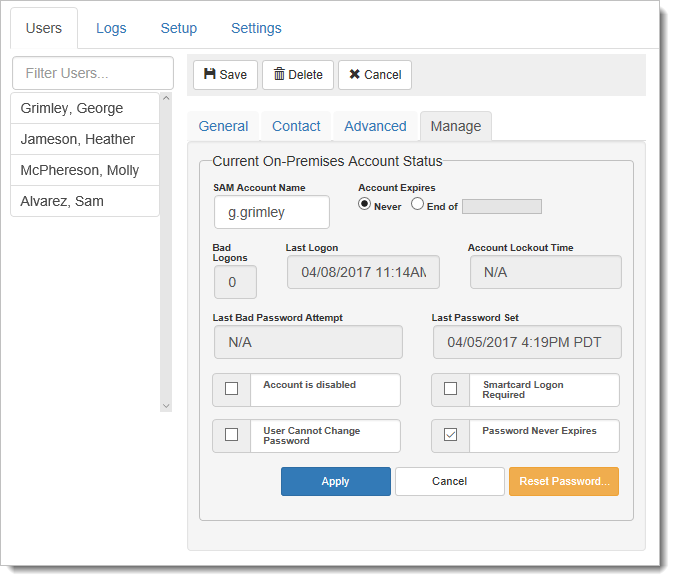 Users Logs Setup Settings
Filter Users...
Grimley, George
Jameson, Heather
McPhereson, Molly
Alvarez, Sam
Save Delete Cancel
General Contact Advanced Manage
Current On-Premises Account Status
SAM Account Name Account Expires
g.grimley Never End of
Bad
Logons
Last Logon Account Lockout Time
0 04/08/2017 11:14AM N/A
Last Bad Password Attempt Last Password Set
N/A 04/05/2017 4:19PM PDT
Account is disabled
Smartcard Logon
Required
User Cannot Change
Password
Password Never Expires
Apply Cancel Reset Password...